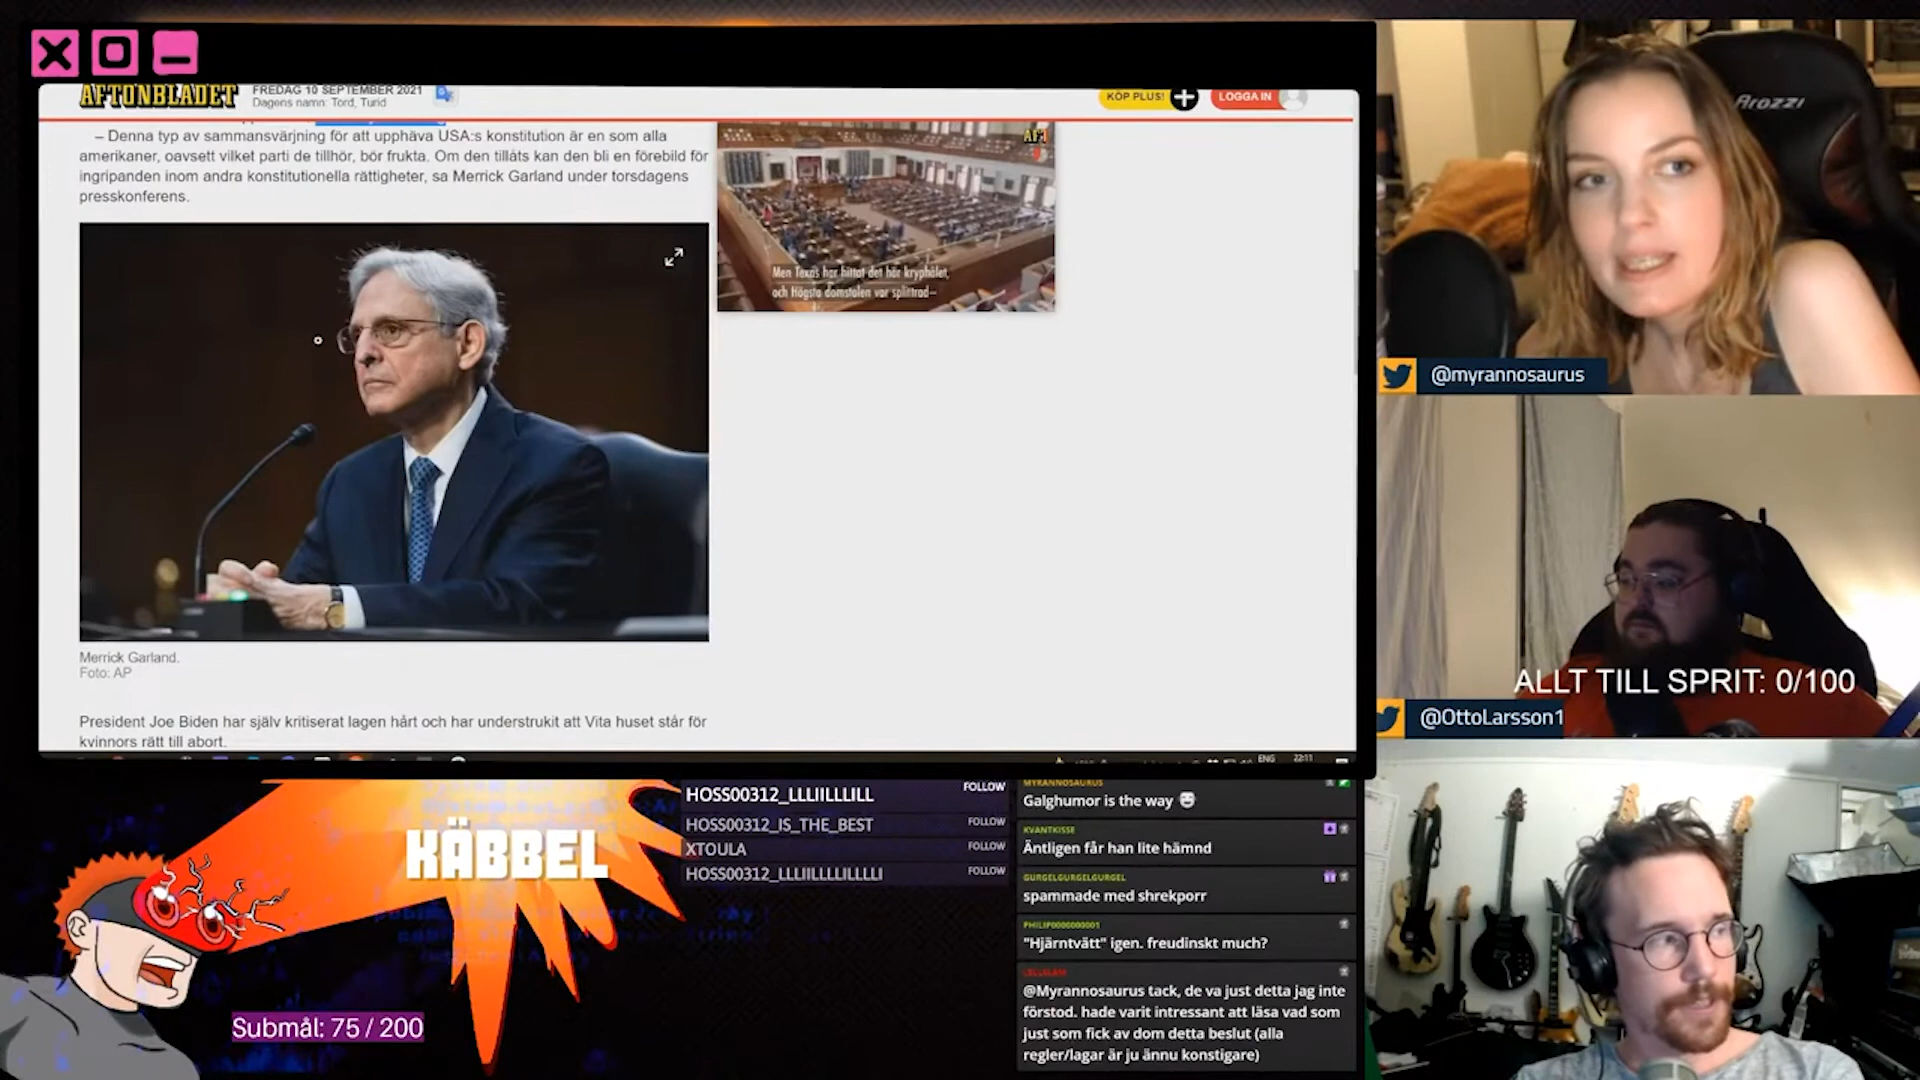 AFTONBLADET
FREDAG 10 SEPTEMBER 2021
Dagens namn: Tord, Turid
KÖP PLUS!
LOGGA IN
– Denna typ av sammansvärjning för att upphäva USA:s konstitution är en som alla
amerikaner, oavsett vilket parti de tillhör, bör frukta. Om den tillåts kan den bli en förebild för
ingripanden inom andra konstitutionella rättigheter, sa Merrick Garland under torsdagens
presskonferens.
Men Texas har hittat det här kryphålet,
och Högsta domstolen var splittrad–
Merrick Garland.
Foto: AP
President Joe Biden har själv kritiserat lagen hårt och har understrukit att Vita huset står för
kvinnors rätt till abort.
ENG
22:11
Arozzi
@myrannosaurus
ALLT TILL SPRIT: 0/100
@OttoLarsson1
KÄBBEL
Submål: 75 / 200
HOSS00312_LLLIILLLILL FOLLOW
HOSS00312_IS_THE_BEST FOLLOW
XTOULA FOLLOW
HOSS00312_LLLIILLLLILLLLI FOLLOW
MYRANNOSAURUS
Galghumor is the way
KVANTKISSE
Äntligen får han lite hämnd
GURGELGURGELGURGEL
spammade med shrekporr
PHILIP0000000001
"Hjärntvätt" igen. freudinskt much?
@Myrannosaurus tack, de va just detta jag inte
förstod. hade varit intressant att läsa vad som
just som fick av dom detta beslut (alla
regler/lagar är ju ännu konstigare)